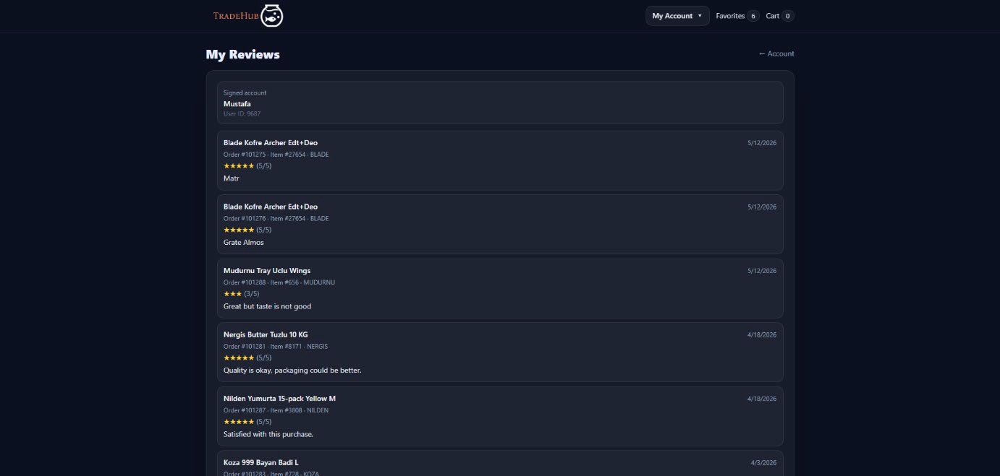 TRADEHUB
My Account ▾ Favorites 6 Cart 0
My Reviews
← Account
Signed account
Mustafa
User ID: 9687
Blade Kofre Archer Edt+Deo 5/12/2026
Order #101275 · Item #27654 · BLADE
★★★★★ (5/5)
Matr
Blade Kofre Archer Edt+Deo 5/12/2026
Order #101276 · Item #27654 · BLADE
★★★★★ (5/5)
Grate Almos
Mudurnu Tray Uclu Wings 5/12/2026
Order #101288 · Item #656 · MUDURNU
★★★ (3/5)
Great but taste is not good
Nergis Butter Tuzlu 10 KG 4/18/2026
Order #101281 · Item #8171 · NERGIS
★★★★★ (5/5)
Quality is okay, packaging could be better.
Nilden Yumurta 15-pack Yellow M 4/18/2026
Order #101287 · Item #3808 · NILDEN
★★★★★ (5/5)
Satisfied with this purchase.
Koza 999 Bayan Badi L 4/3/2026
Order #101283 · Item #728 · KOZA